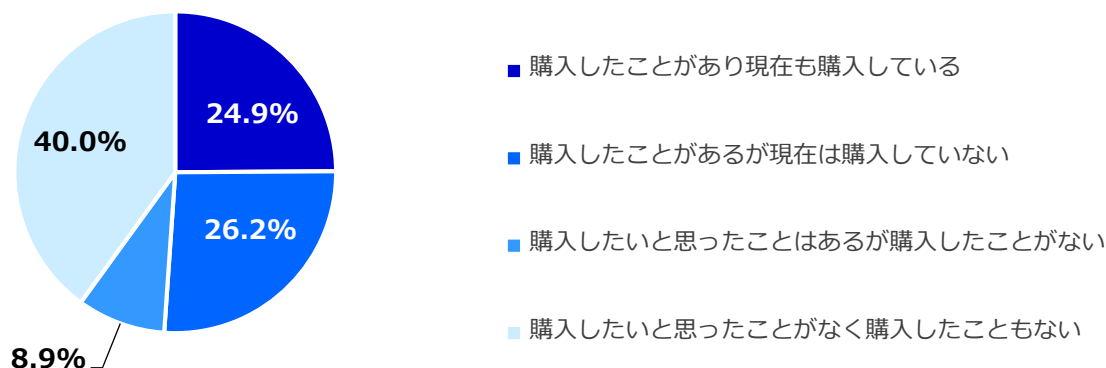 24.9%
26.2%
8.9%
40.0%
購入したことがあり現在も購入している
購入したことがあるが現在は購入していない
購入したいと思ったことはあるが購入したことがない
購入したいと思ったことがなく購入したこともない